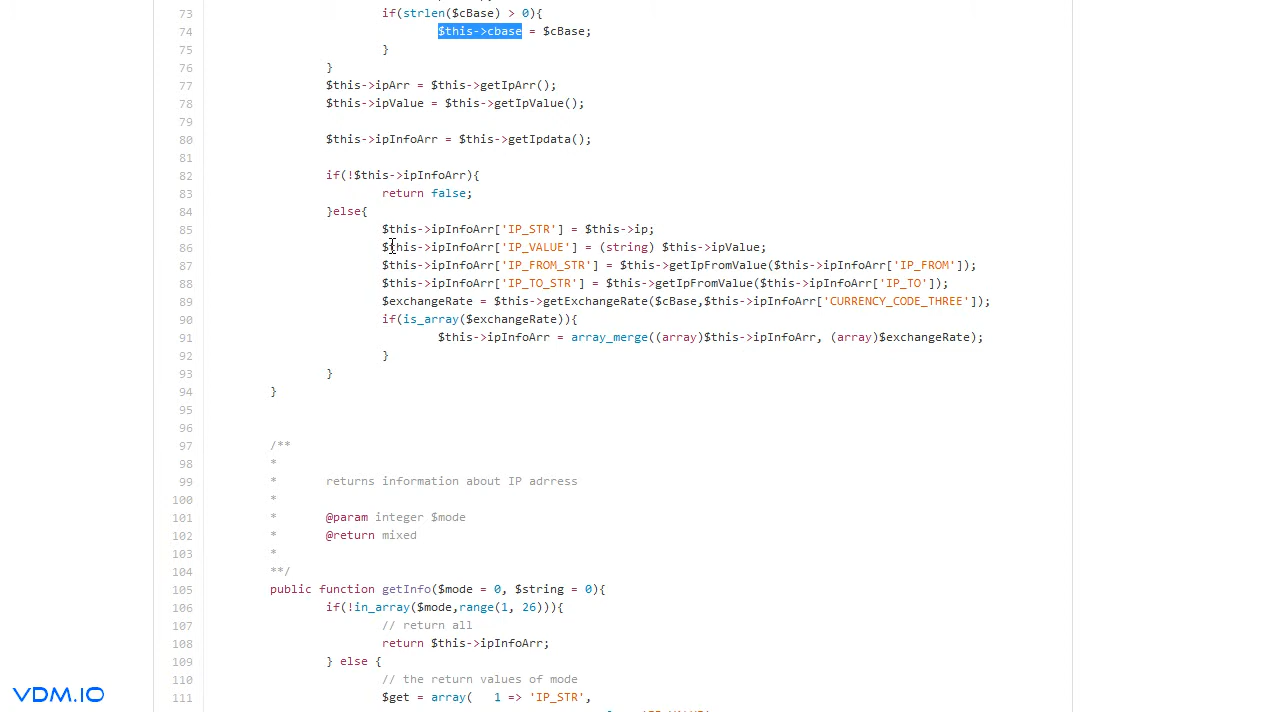 73 if(strlen($cBase) > 0){
74 $this->cbase = $cBase;
75 }
76 }
77 $this->ipArr = $this->getIpArr();
78 $this->ipValue = $this->getIpValue();
79
80 $this->ipInfoArr = $this->getIpdata();
81
82 if(!$this->ipInfoArr){
83 return false;
84 }else{
85 $this->ipInfoArr['IP_STR'] = $this->ip;
86 $this->ipInfoArr['IP_VALUE'] = (string) $this->ipValue;
87 $this->ipInfoArr['IP_FROM_STR'] = $this->getIpFromValue($this->ipInfoArr['IP_FROM']);
88 $this->ipInfoArr['IP_TO_STR'] = $this->getIpFromValue($this->ipInfoArr['IP_TO']);
89 $exchangeRate = $this->getExchangeRate($cBase,$this->ipInfoArr['CURRENCY_CODE_THREE']);
90 if(is_array($exchangeRate)){
91 $this->ipInfoArr = array_merge((array)$this->ipInfoArr, (array)$exchangeRate);
92 }
93 }
94 }
95
96
97 /**
98 *
99 * returns information about IP adrress
100 *
101 * @param integer $mode
102 * @return mixed
103 *
104 **/
105 public function getInfo($mode = 0, $string = 0){
106 if(!in_array($mode,range(1, 26))){
107 // return all
108 return $this->ipInfoArr;
109 } else {
110 // the return values of mode
111 $get = array( 1 => 'IP_STR',
VDM.IO